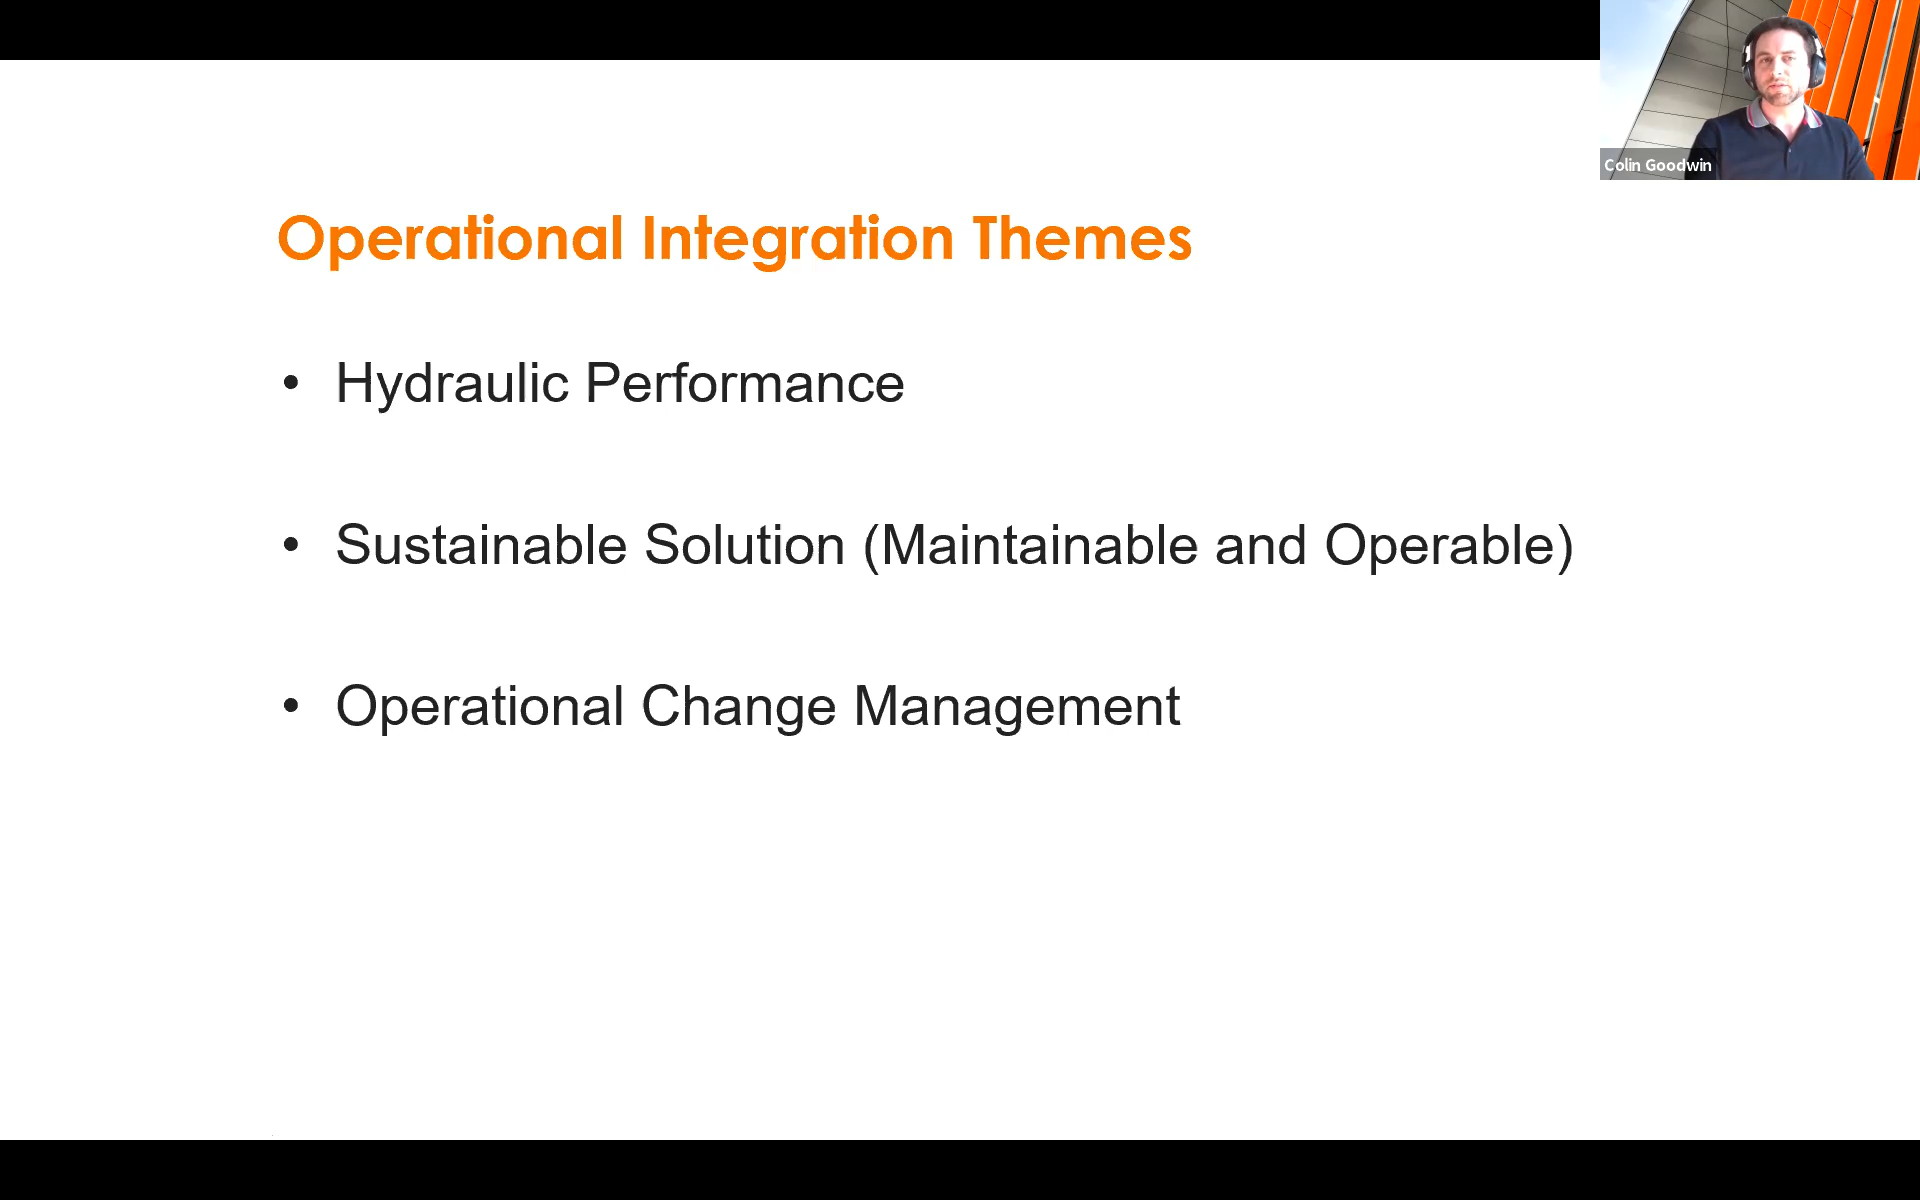 Colin Goodwin
Operational Integration Themes
• Hydraulic Performance
• Sustainable Solution (Maintainable and Operable)
• Operational Change Management